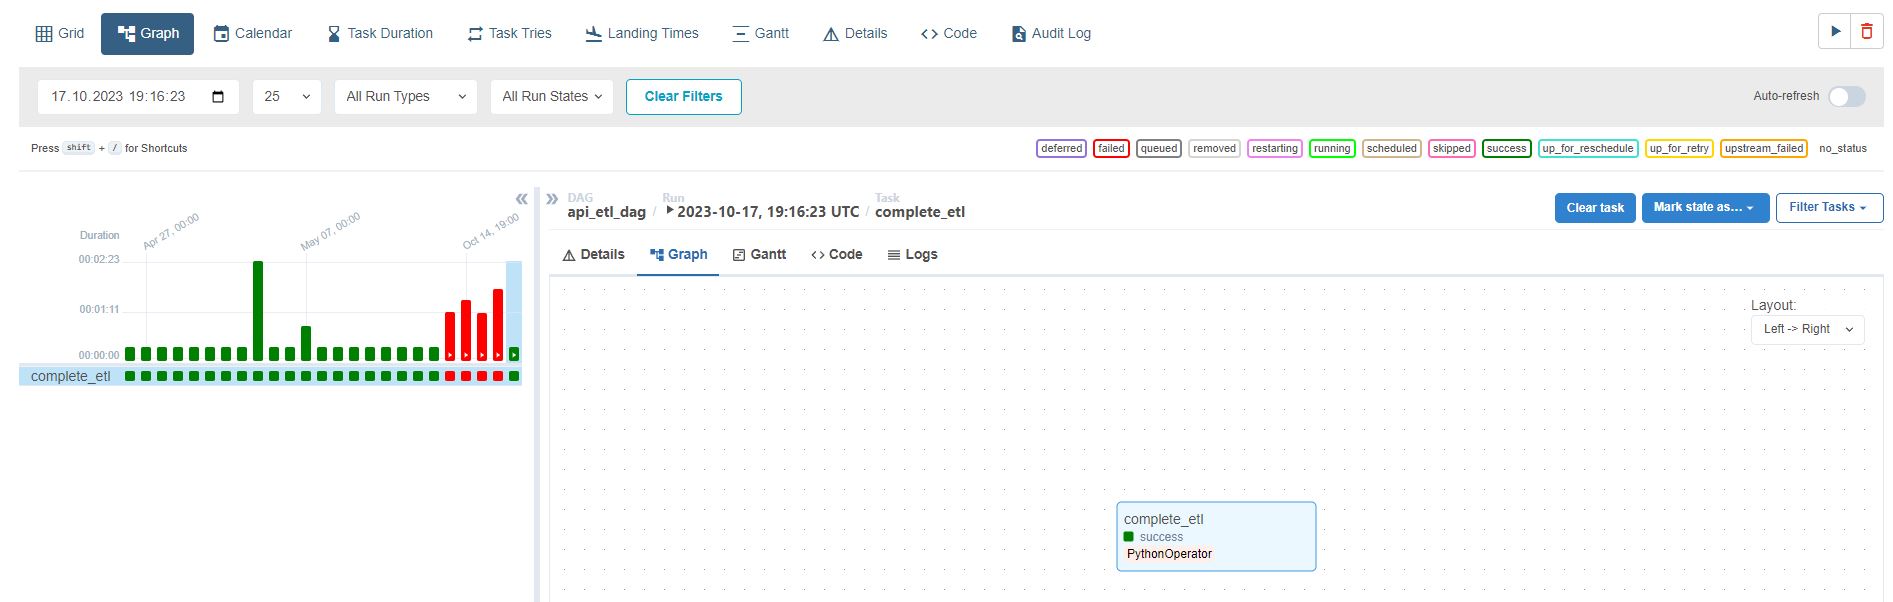 Grid Graph Calendar Task Duration Task Tries Landing Times Gantt Details Code Audit Log
17.10.2023 19:16:23 25 All Run Types All Run States Clear Filters Auto-refresh
Press shift + / for Shortcuts
deferred failed queued removed restarting running scheduled skipped success up_for_reschedule up_for_retry upstream_failed no_status
Duration
Apr 27, 00:00
May 07, 00:00
Oct 14, 19:00
00:02:23
00:01:11
00:00:00
complete_etl
DAG Run Task
api_etl_dag / 2023-10-17, 19:16:23 UTC / complete_etl
Clear task Mark state as... Filter Tasks
Details Graph Gantt Code Logs
Layout:
Left -> Right
complete_etl
success
PythonOperator